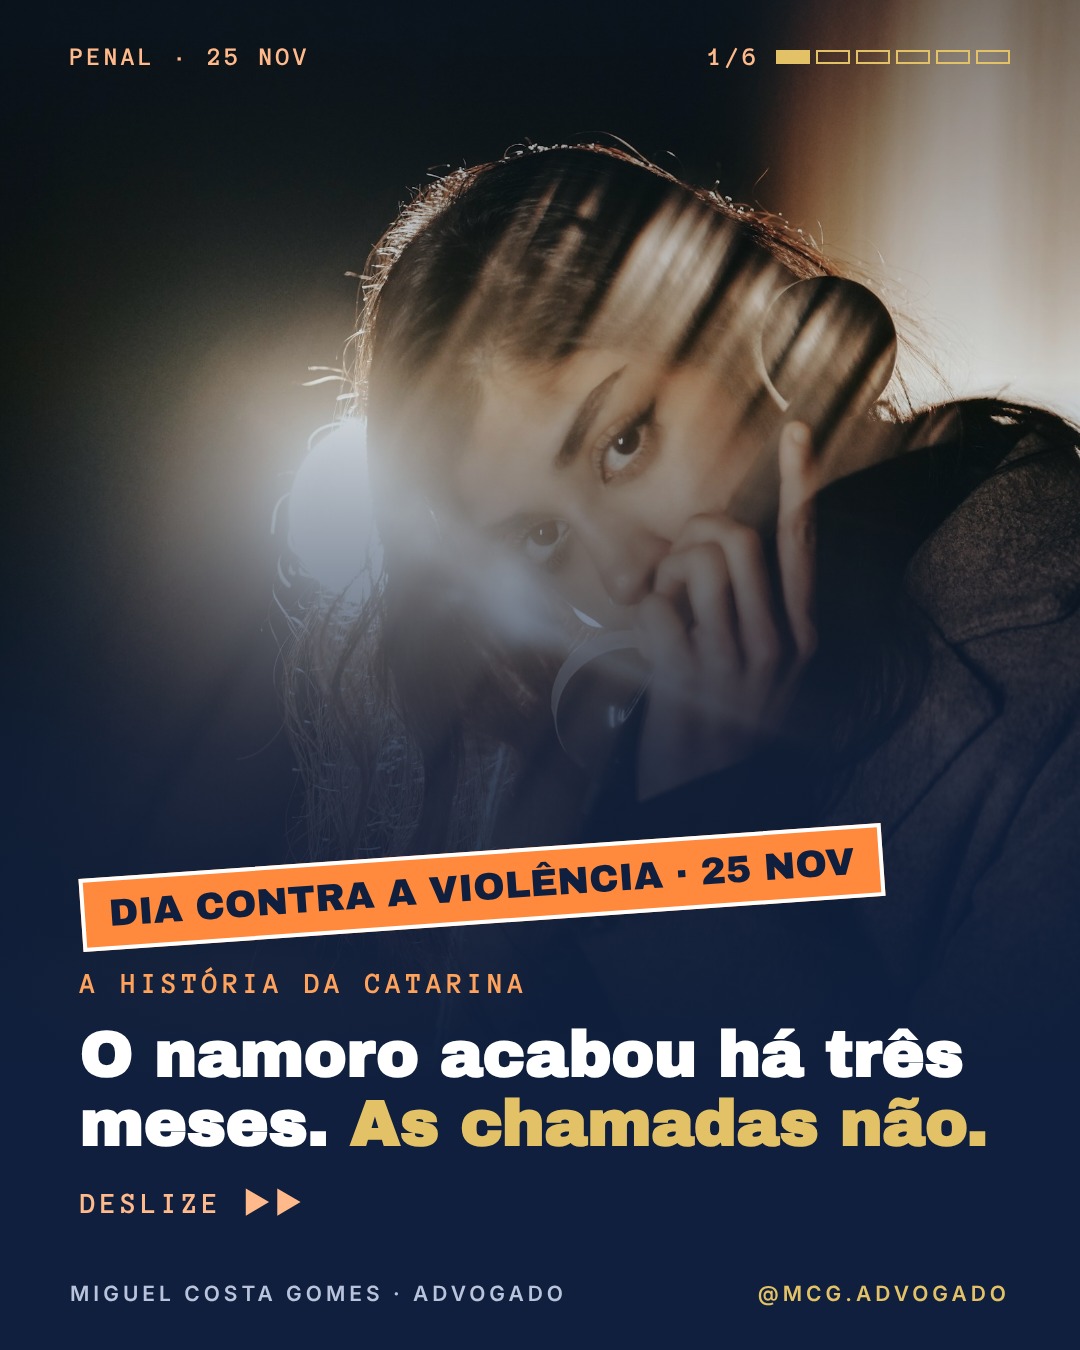 PENAL · 25 NOV
1/6
DIA CONTRA A VIOLÊNCIA · 25 NOV
A HISTÓRIA DA CATARINA
O namoro acabou há três
meses. As chamadas não.
DESLIZE
MIGUEL COSTA GOMES · ADVOGADO
@MCG.ADVOGADO